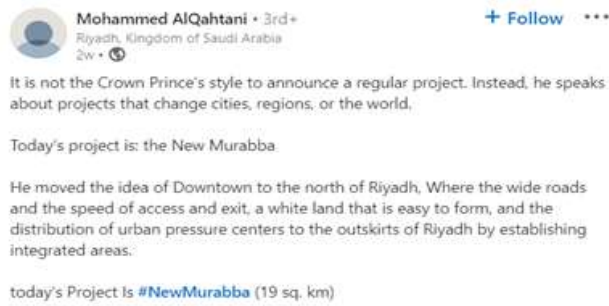 Mohammed AlQahtani • 3rd+
+ Follow •••
Riyadh, Kingdom of Saudi Arabia
2w •
It is not the Crown Prince's style to announce a regular project. Instead, he speaks
about projects that change cities, regions, or the world.
Today's project is: the New Murabba
He moved the idea of Downtown to the north of Riyadh, Where the wide roads
and the speed of access and exit, a white land that is easy to form, and the
distribution of urban pressure centers to the outskirts of Riyadh by establishing
integrated areas.
today's Project Is #NewMurabba (19 sq. km)